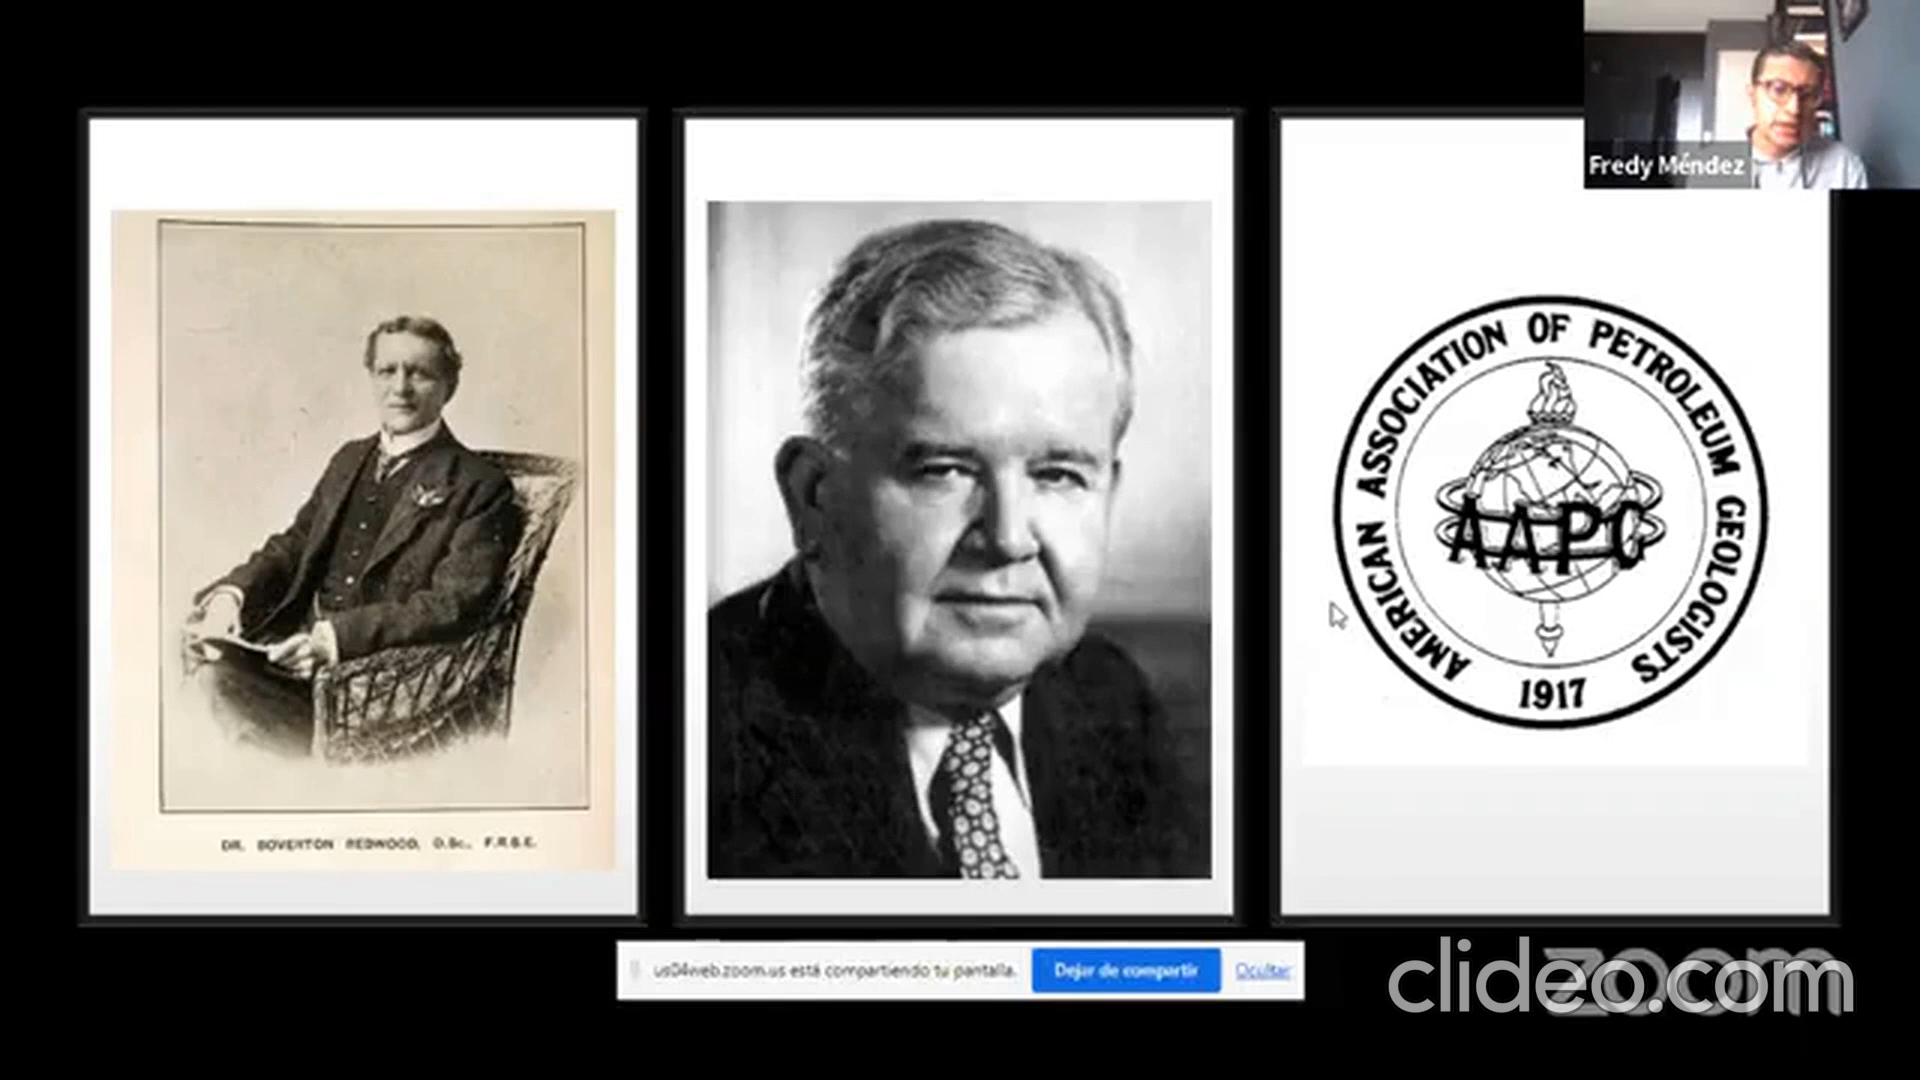 Fredy Méndez
AMERICAN ASSOCIATION OF PETROLEUM GEOLOGISTS
AAPG
1917
DR. BOVERTON REDWOOD, D.Sc., F.R.S.E.
us04web.zoom.us está compartiendo tu pantalla.
Dejar de compartir
Ocultar
clideo.com
zoom